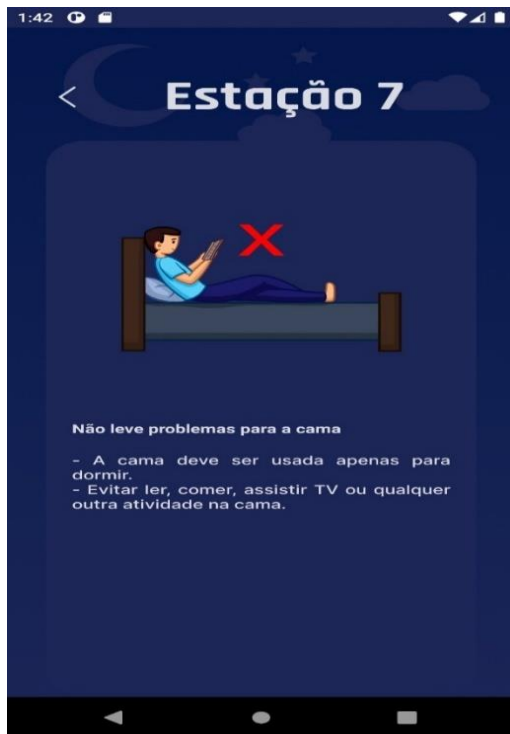 1:42
Estação 7
Não leve problemas para a cama
- A cama deve ser usada apenas para
dormir.
- Evitar ler, comer, assistir TV ou qualquer
outra atividade na cama.